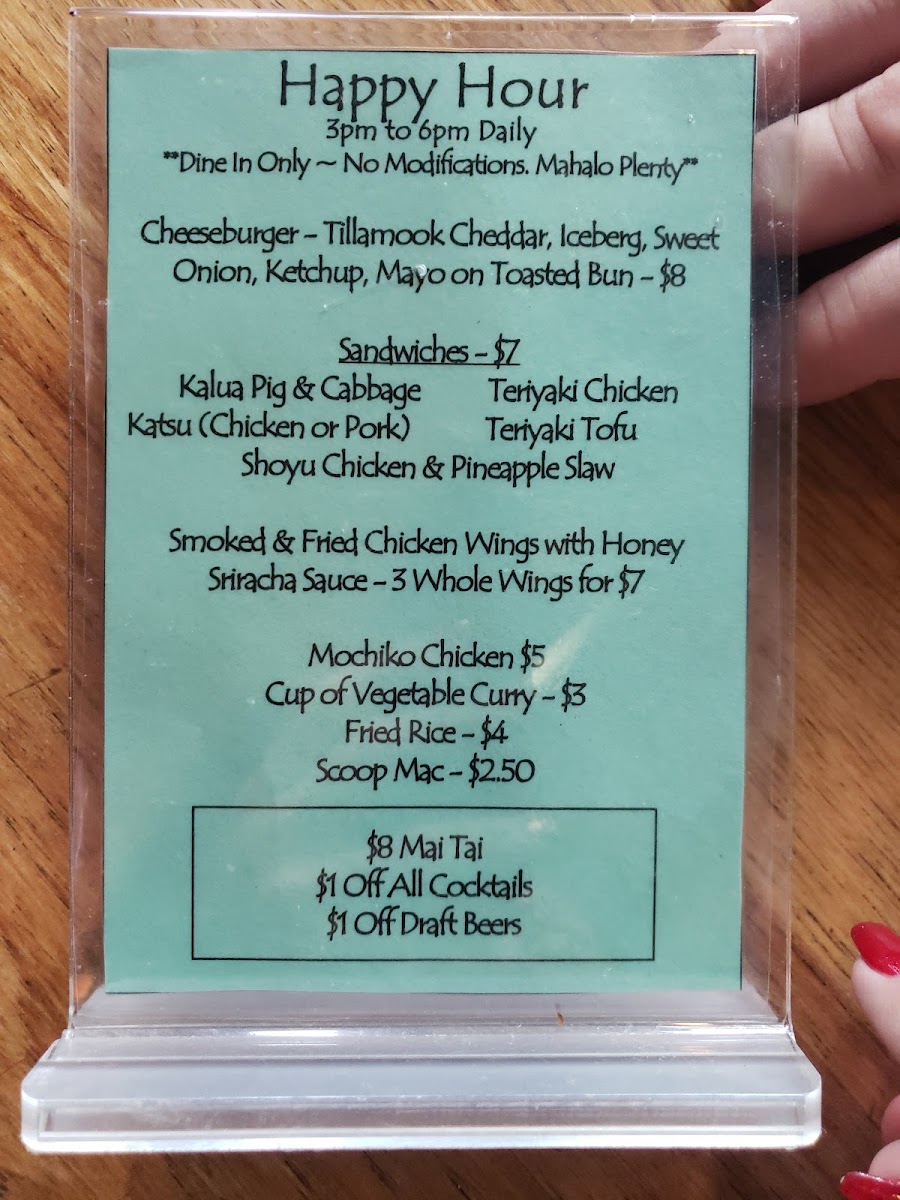 Happy Hour
3pm to 6pm Daily
**Dine In Only ~ No Modifications. Mahalo Plenty**
Cheeseburger – Tillamook Cheddar, Iceberg, Sweet
Onion, Ketchup, Mayo on Toasted Bun – $8
Sandwiches – $7
Kalua Pig & Cabbage Teriyaki Chicken
Katsu (Chicken or Pork) Teriyaki Tofu
Shoyu Chicken & Pineapple Slaw
Smoked & Fried Chicken Wings with Honey
Sriracha Sauce – 3 Whole Wings for $7
Mochiko Chicken $5
Cup of Vegetable Curry – $3
Fried Rice – $4
Scoop Mac – $2.50
$8 Mai Tai
$1 Off All Cocktails
$1 Off Draft Beers